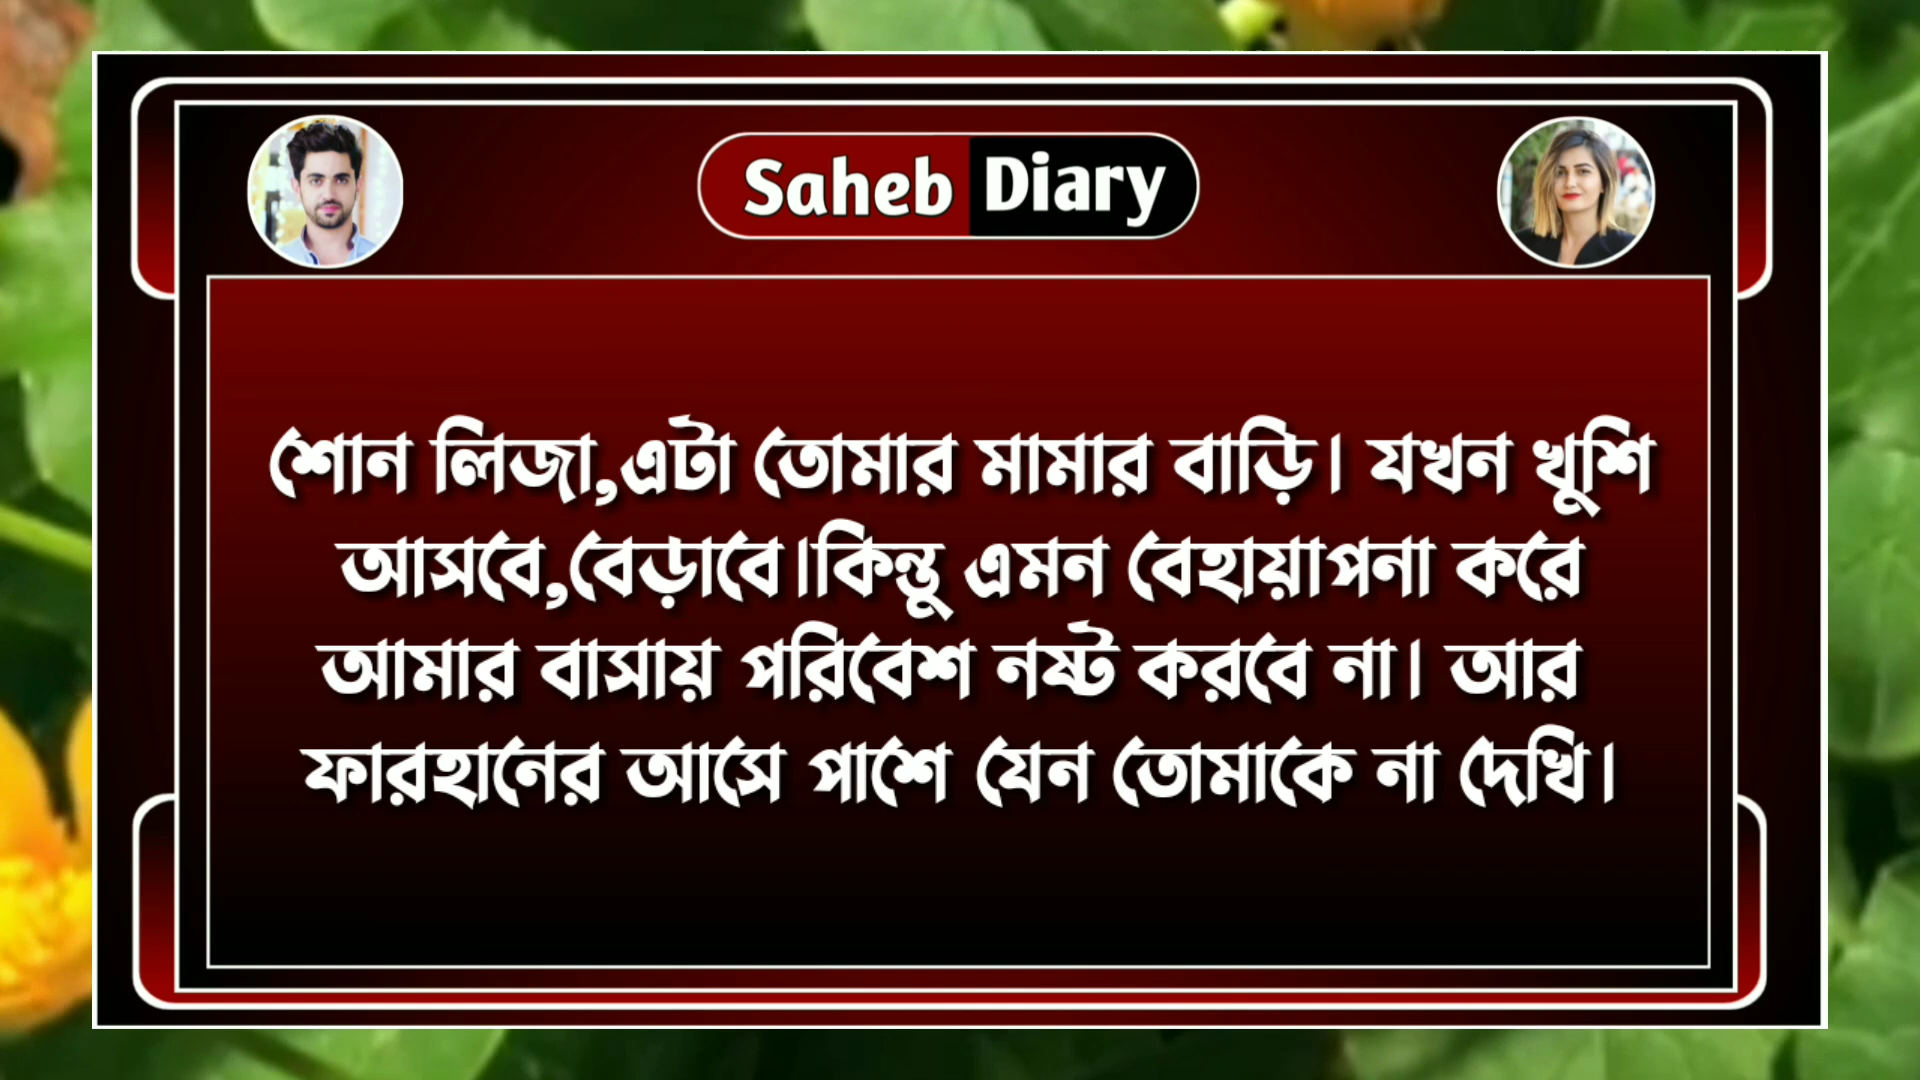 Saheb Diary
শোন লিজা,এটা তোমার মামার বাড়ি। যখন খুশি
আসবে,বেড়াবে।কিন্তু এমন বেহায়াপনা করে
আমার বাসায় পরিবেশ নষ্ট করবে না। আর
ফারহানের আসে পাশে যেন তোমাকে না দেখি।